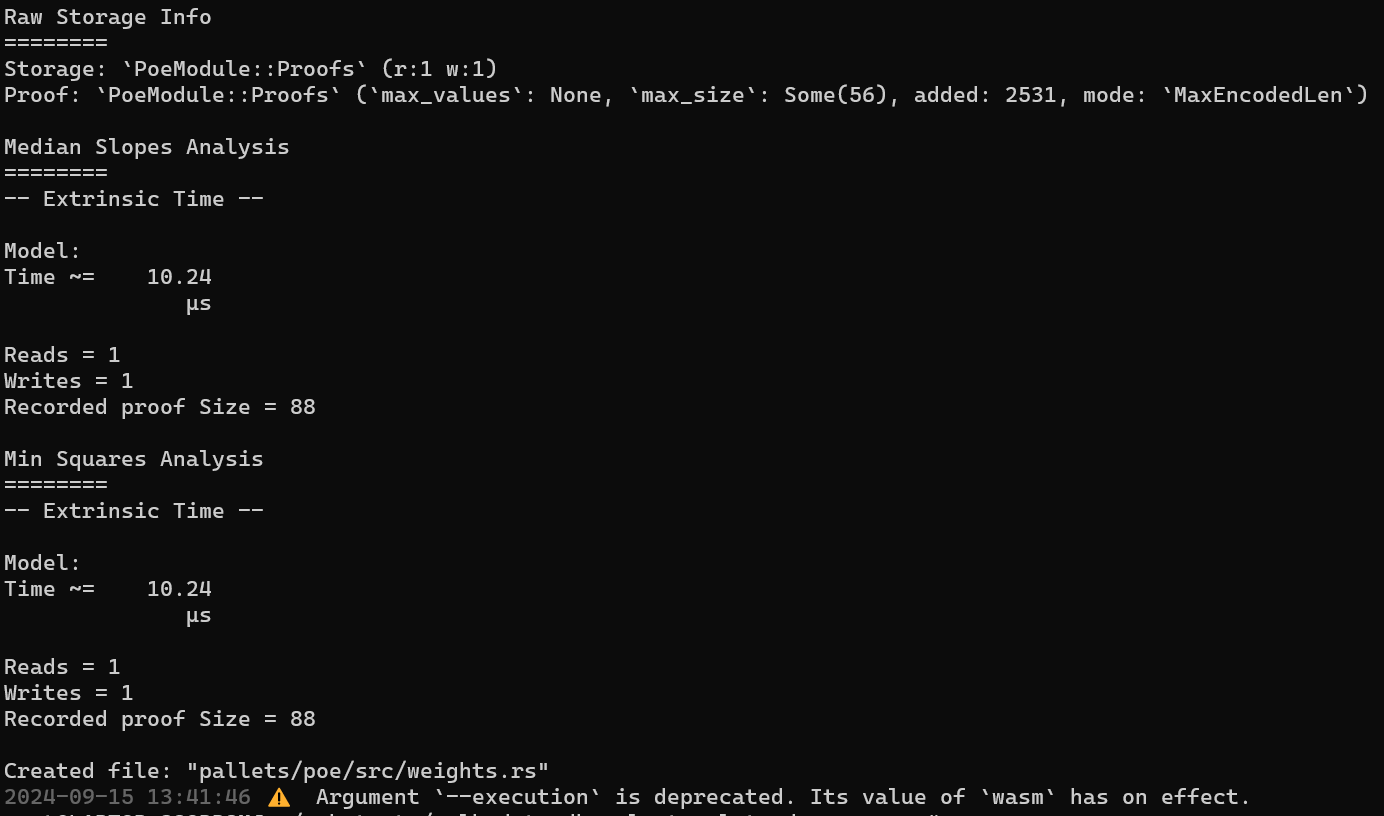 Raw Storage Info
========
Storage: `PoeModule::Proofs` (r:1 w:1)
Proof: `PoeModule::Proofs` (`max_values`: None, `max_size`: Some(56), added: 2531, mode: `MaxEncodedLen`)
Median Slopes Analysis
========
-- Extrinsic Time --
Model:
Time ~=    10.24
              µs
Reads = 1
Writes = 1
Recorded proof Size = 88
Min Squares Analysis
========
-- Extrinsic Time --
Model:
Time ~=    10.24
              µs
Reads = 1
Writes = 1
Recorded proof Size = 88
Created file: "pallets/poe/src/weights.rs"
2024-09-15 13:41:46 ⚠️  Argument `--execution` is deprecated. Its value of `wasm` has on effect.